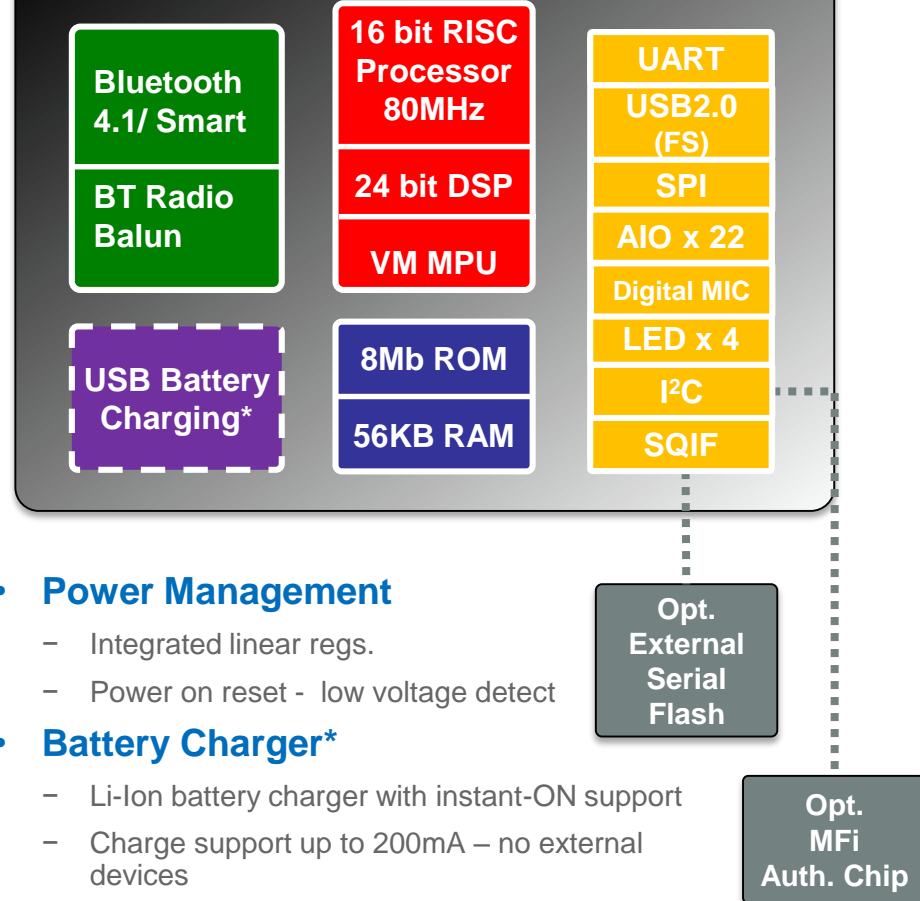 Bluetooth
4.1/ Smart
BT Radio
Balun
USB Battery
Charging*
16 bit RISC
Processor
80MHz
24 bit DSP
VM MPU
8Mb ROM
56KB RAM
UART
USB2.0
(FS)
SPI
AIO x 22
Digital MIC
LED x 4
I²C
SQIF
Opt.
External
Serial
Flash
Opt.
MFi
Auth. Chip
• Power Management
− Integrated linear regs.
− Power on reset - low voltage detect
• Battery Charger*
− Li-Ion battery charger with instant-ON support
− Charge support up to 200mA – no external
devices